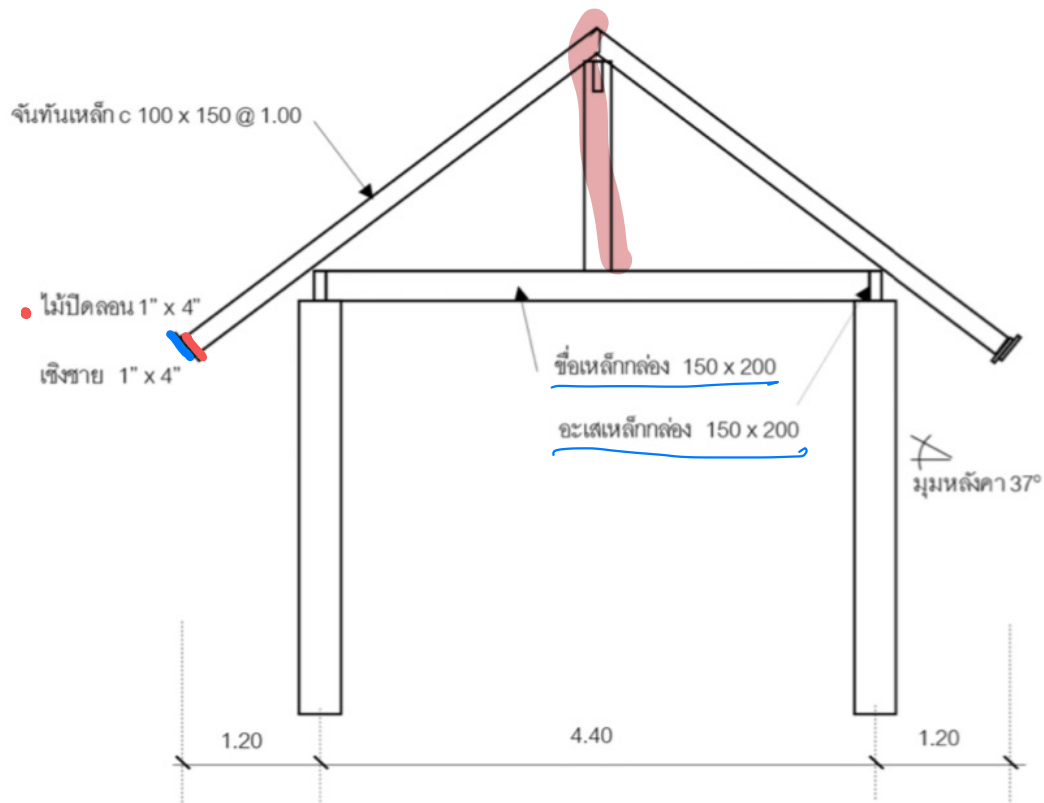 จันทันเหล็ก c 100 x 150 @ 1.00
ไม้ปิดลอน 1" x 4"
เชิงชาย 1" x 4"
ขื่อเหล็กกล่อง 150 x 200
อะเสเหล็กกล่อง 150 x 200
มุมหลังคา 37°
1.20
4.40
1.20